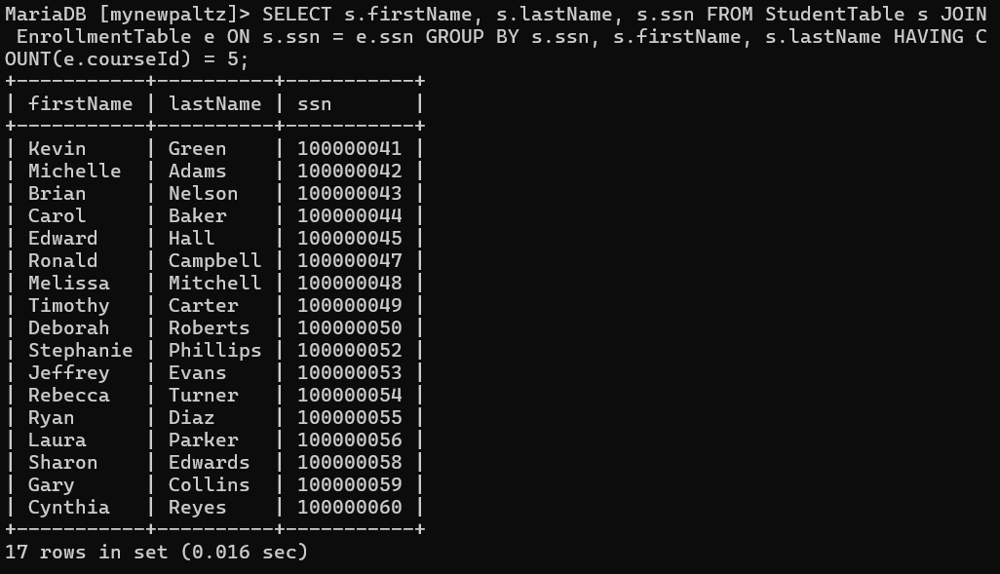 MariaDB [mynewpaltz]> SELECT s.firstName, s.lastName, s.ssn FROM StudentTable s JOIN
 EnrollmentTable e ON s.ssn = e.ssn GROUP BY s.ssn, s.firstName, s.lastName HAVING C
OUNT(e.courseId) = 5;
+-----------+----------+-----------+
| firstName | lastName | ssn       |
+-----------+----------+-----------+
| Kevin     | Green    | 100000041 |
| Michelle  | Adams    | 100000042 |
| Brian     | Nelson   | 100000043 |
| Carol     | Baker    | 100000044 |
| Edward    | Hall     | 100000045 |
| Ronald    | Campbell | 100000047 |
| Melissa   | Mitchell | 100000048 |
| Timothy   | Carter   | 100000049 |
| Deborah   | Roberts  | 100000050 |
| Stephanie | Phillips | 100000052 |
| Jeffrey   | Evans    | 100000053 |
| Rebecca   | Turner   | 100000054 |
| Ryan      | Diaz     | 100000055 |
| Laura     | Parker   | 100000056 |
| Sharon    | Edwards  | 100000058 |
| Gary      | Collins  | 100000059 |
| Cynthia   | Reyes    | 100000060 |
+-----------+----------+-----------+
17 rows in set (0.016 sec)